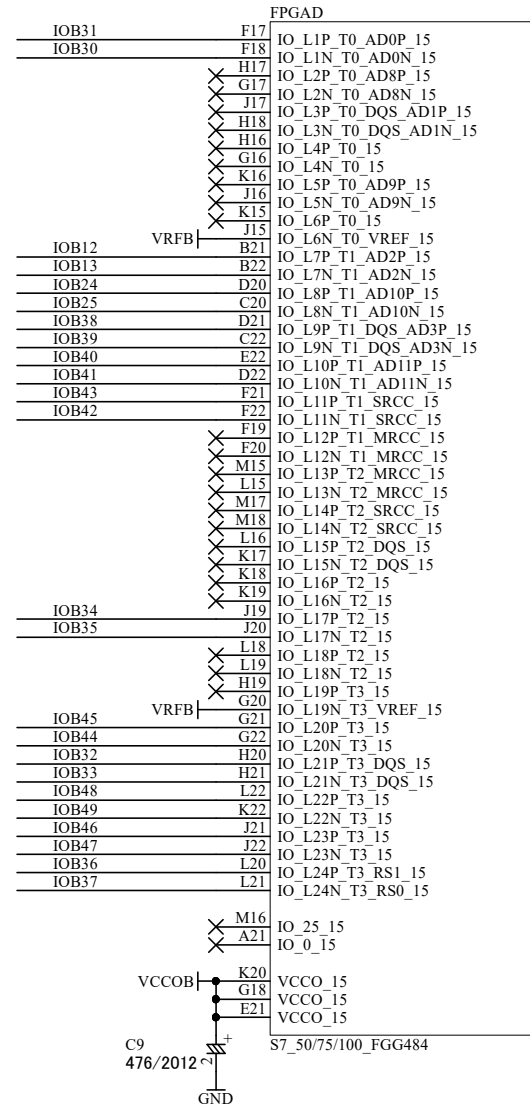 FPGAD
IOB31 F17 IO_L1P_T0_AD0P_15
IOB30 F18 IO_L1N_T0_AD0N_15
H17 IO_L2P_T0_AD8P_15
G17 IO_L2N_T0_AD8N_15
J17 IO_L3P_T0_DQS_AD1P_15
H18 IO_L3N_T0_DQS_AD1N_15
H16 IO_L4P_T0_15
G16 IO_L4N_T0_15
K16 IO_L5P_T0_AD9P_15
J16 IO_L5N_T0_AD9N_15
K15 IO_L6P_T0_15
VRFB J15 IO_L6N_T0_VREF_15
IOB12 B21 IO_L7P_T1_AD2P_15
IOB13 B22 IO_L7N_T1_AD2N_15
IOB24 D20 IO_L8P_T1_AD10P_15
IOB25 C20 IO_L8N_T1_AD10N_15
IOB38 D21 IO_L9P_T1_DQS_AD3P_15
IOB39 C22 IO_L9N_T1_DQS_AD3N_15
IOB40 E22 IO_L10P_T1_AD11P_15
IOB41 D22 IO_L10N_T1_AD11N_15
IOB43 F21 IO_L11P_T1_SRCC_15
IOB42 F22 IO_L11N_T1_SRCC_15
F19 IO_L12P_T1_MRCC_15
F20 IO_L12N_T1_MRCC_15
M15 IO_L13P_T2_MRCC_15
L15 IO_L13N_T2_MRCC_15
M17 IO_L14P_T2_SRCC_15
M18 IO_L14N_T2_SRCC_15
L16 IO_L15P_T2_DQS_15
K17 IO_L15N_T2_DQS_15
K18 IO_L16P_T2_15
K19 IO_L16N_T2_15
IOB34 J19 IO_L17P_T2_15
IOB35 J20 IO_L17N_T2_15
L18 IO_L18P_T2_15
L19 IO_L18N_T2_15
H19 IO_L19P_T3_15
VRFB G20 IO_L19N_T3_VREF_15
IOB45 G21 IO_L20P_T3_15
IOB44 G22 IO_L20N_T3_15
IOB32 H20 IO_L21P_T3_DQS_15
IOB33 H21 IO_L21N_T3_DQS_15
IOB48 L22 IO_L22P_T3_15
IOB49 K22 IO_L22N_T3_15
IOB46 J21 IO_L23P_T3_15
IOB47 J22 IO_L23N_T3_15
IOB36 L20 IO_L24P_T3_RS1_15
IOB37 L21 IO_L24N_T3_RS0_15
M16 IO_25_15
A21 IO_0_15
VCCOB K20 VCCO_15
G18 VCCO_15
E21 VCCO_15
S7_50/75/100_FGG484
C9 +
476/2012 2
GND